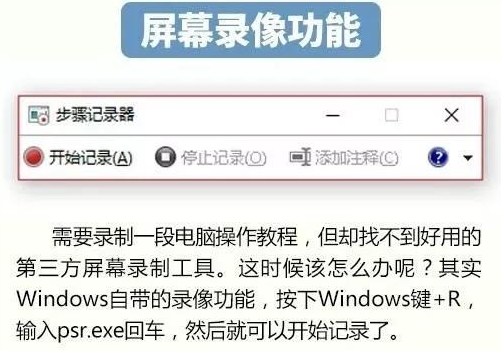 屏幕录像功能
步骤记录器
开始记录(A) 停止记录(O) 添加注释(C)
需要录制一段电脑操作教程，但却找不到好用的
第三方屏幕录制工具。这时候该怎么办呢？其实
Windows自带的录像功能，按下Windows键+R，
输入psr.exe回车，然后就可以开始记录了。